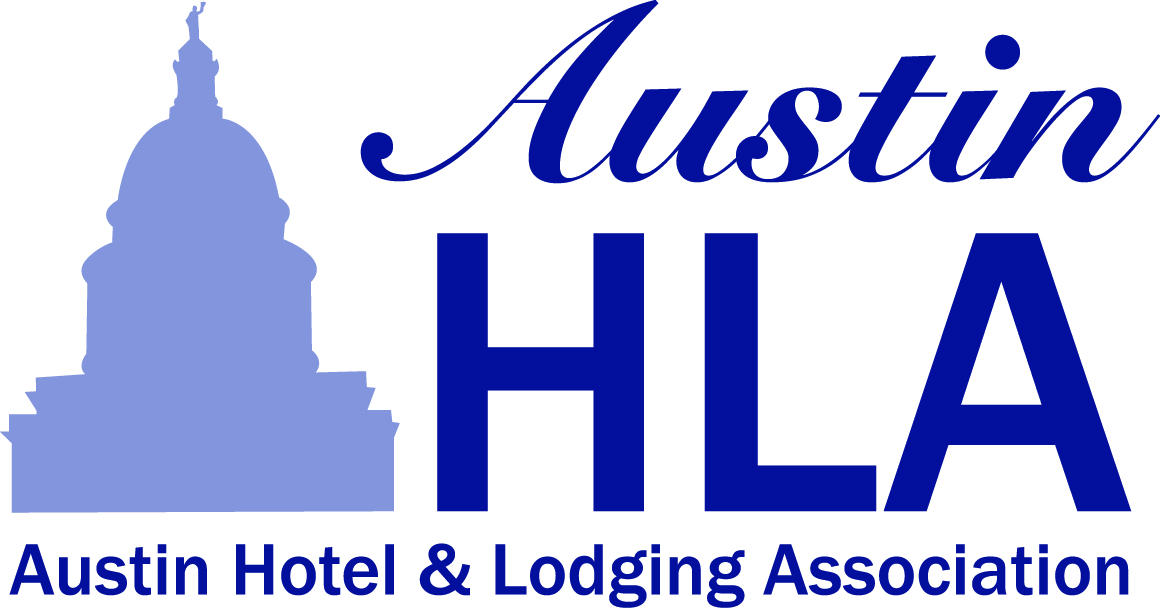 Austin
HLA
Austin Hotel & Lodging Association